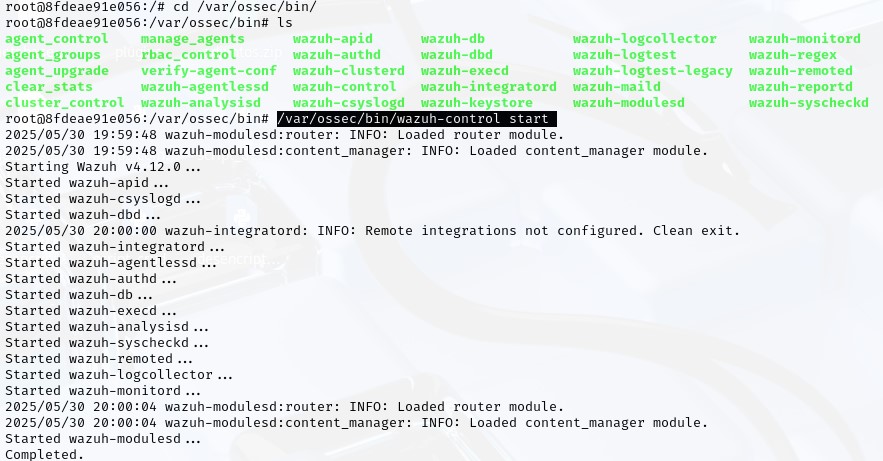 root@8fdeae91e056:/# cd /var/ossec/bin/
root@8fdeae91e056:/var/ossec/bin# ls
agent_control    manage_agents      wazuh-apid      wazuh-db           wazuh-logcollector    wazuh-monitord
agent_groups     rbac_control       wazuh-authd     wazuh-dbd          wazuh-logtest         wazuh-regex
agent_upgrade    verify-agent-conf  wazuh-clusterd  wazuh-execd        wazuh-logtest-legacy  wazuh-remoted
clear_stats      wazuh-agentlessd   wazuh-control   wazuh-integratord  wazuh-maild           wazuh-reportd
cluster_control  wazuh-analysisd    wazuh-csyslogd  wazuh-keystore     wazuh-modulesd        wazuh-syscheckd
root@8fdeae91e056:/var/ossec/bin# /var/ossec/bin/wazuh-control start
2025/05/30 19:59:48 wazuh-modulesd:router: INFO: Loaded router module.
2025/05/30 19:59:48 wazuh-modulesd:content_manager: INFO: Loaded content_manager module.
Starting Wazuh v4.12.0...
Started wazuh-apid...
Started wazuh-csyslogd...
Started wazuh-dbd...
2025/05/30 20:00:00 wazuh-integratord: INFO: Remote integrations not configured. Clean exit.
Started wazuh-integratord...
Started wazuh-agentlessd...
Started wazuh-authd...
Started wazuh-db...
Started wazuh-execd...
Started wazuh-analysisd...
Started wazuh-syscheckd...
Started wazuh-remoted...
Started wazuh-logcollector...
Started wazuh-monitord...
2025/05/30 20:00:04 wazuh-modulesd:router: INFO: Loaded router module.
2025/05/30 20:00:04 wazuh-modulesd:content_manager: INFO: Loaded content_manager module.
Started wazuh-modulesd...
Completed.